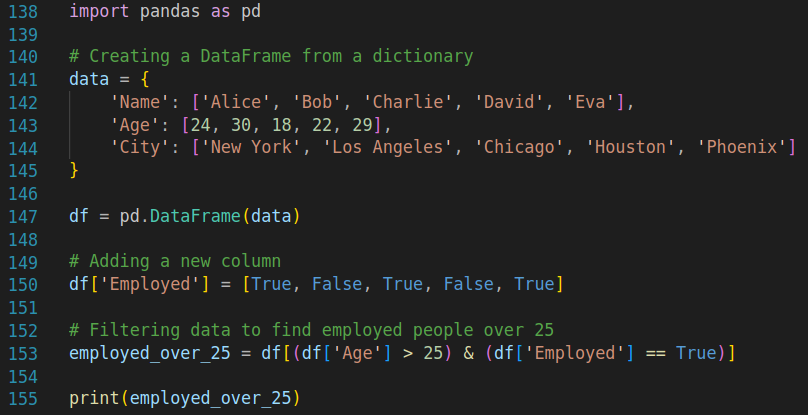 138 import pandas as pd
139
140 # Creating a DataFrame from a dictionary
141 data = {
142     'Name': ['Alice', 'Bob', 'Charlie', 'David', 'Eva'],
143     'Age': [24, 30, 18, 22, 29],
144     'City': ['New York', 'Los Angeles', 'Chicago', 'Houston', 'Phoenix']
145 }
146
147 df = pd.DataFrame(data)
148
149 # Adding a new column
150 df['Employed'] = [True, False, True, False, True]
151
152 # Filtering data to find employed people over 25
153 employed_over_25 = df[(df['Age'] > 25) & (df['Employed'] == True)]
154
155 print(employed_over_25)